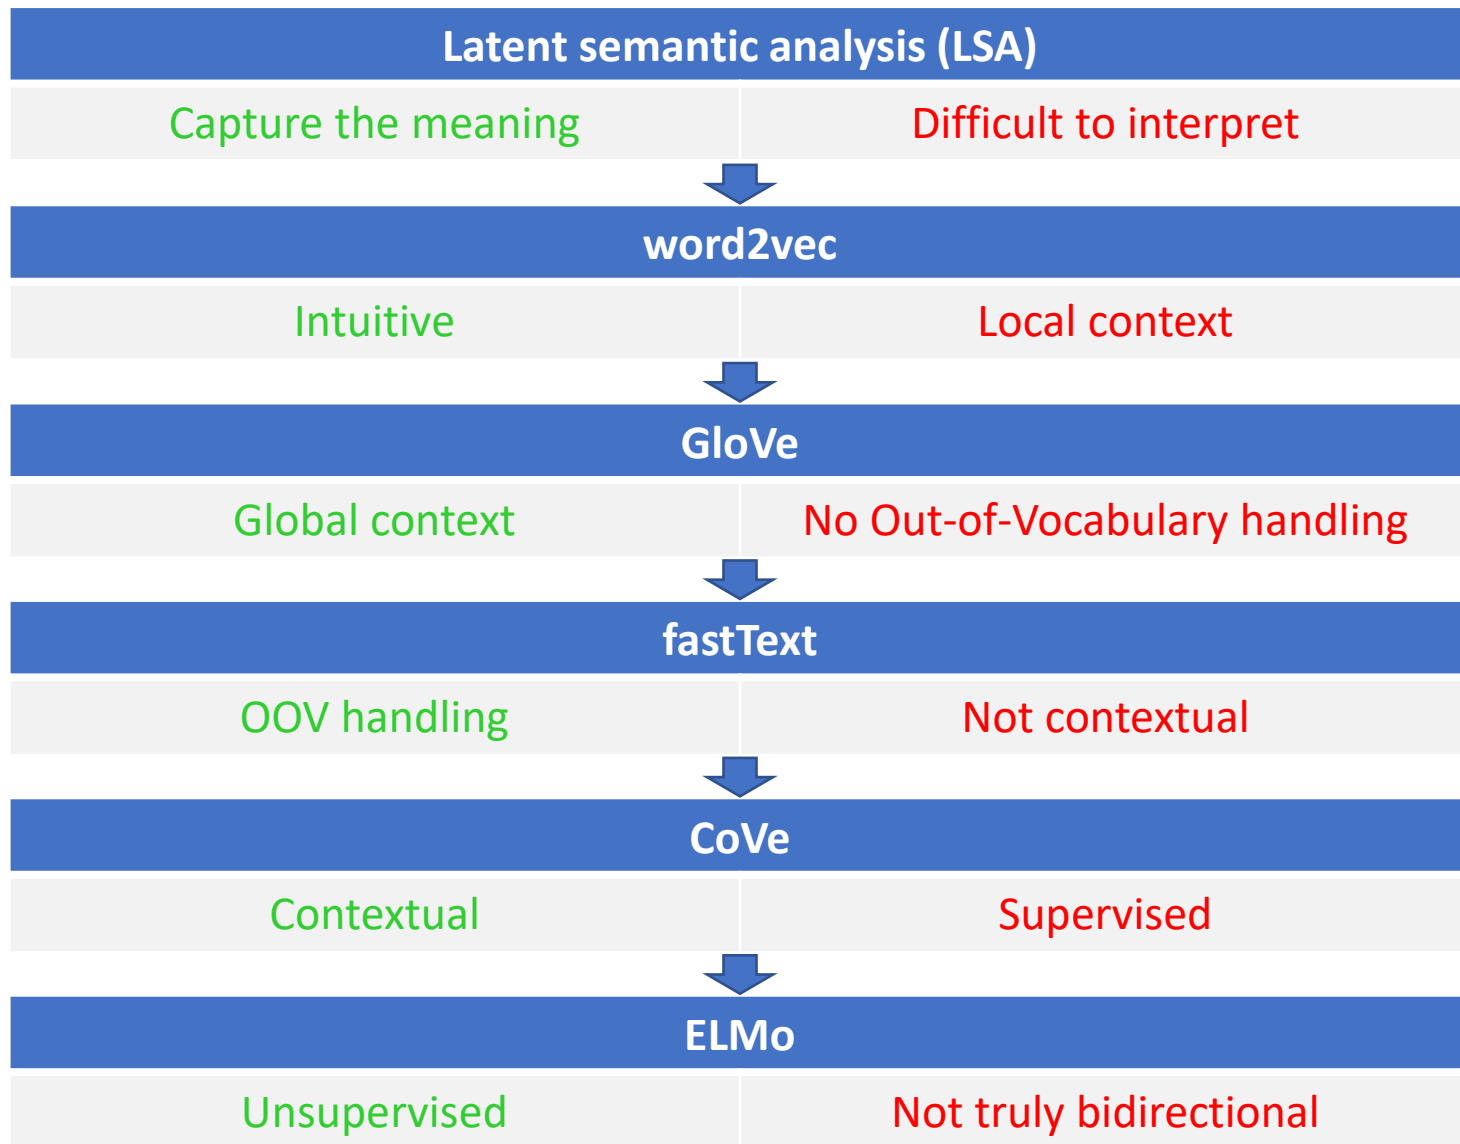 Latent semantic analysis (LSA)
Capture the meaning
Difficult to interpret
word2vec
Intuitive
Local context
GloVe
Global context
No Out-of-Vocabulary handling
fastText
OOV handling
Not contextual
CoVe
Contextual
Supervised
ELMo
Unsupervised
Not truly bidirectional